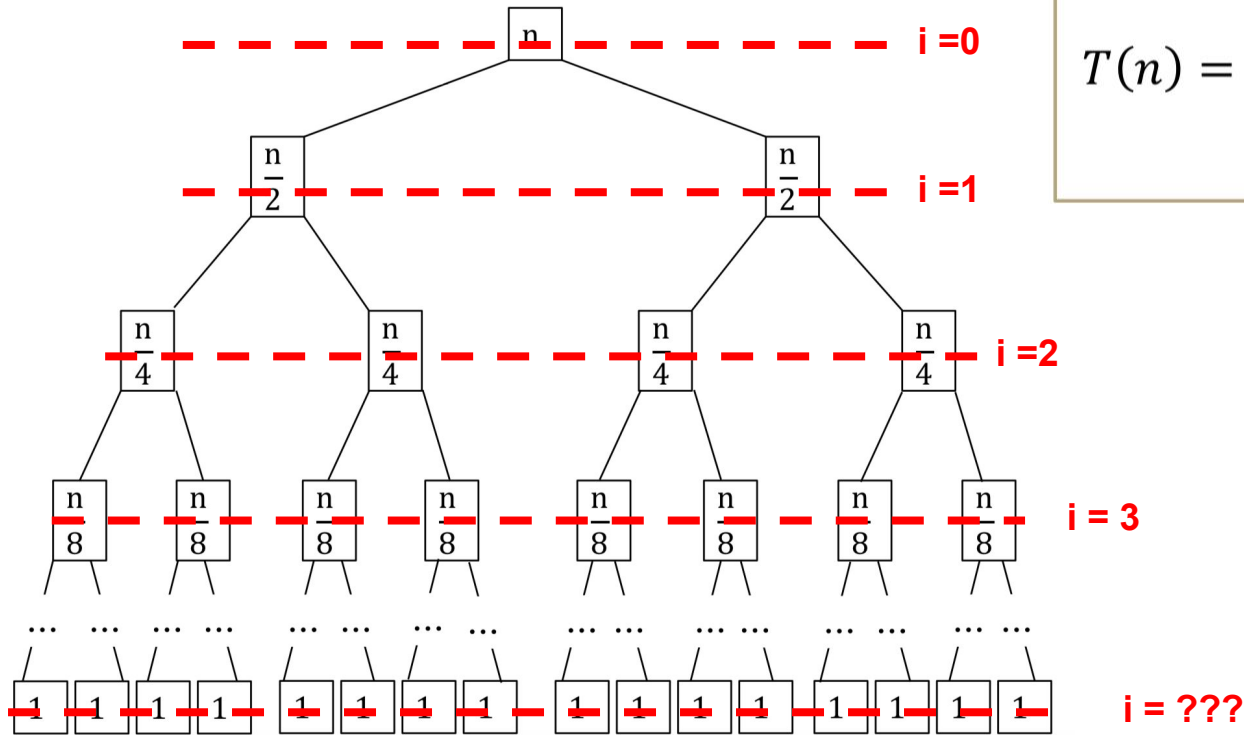 n i =0
T(n) =
n n
2 2 i =1
n n n n
4 4 4 4 i =2
n n n n n n n n
8 8 8 8 8 8 8 8 i = 3
... ... ... ... ... ... ... ... ... ... ... ... ... ... ... ...
1 1 1 1 1 1 1 1 1 1 1 1 1 1 1 1 i = ???